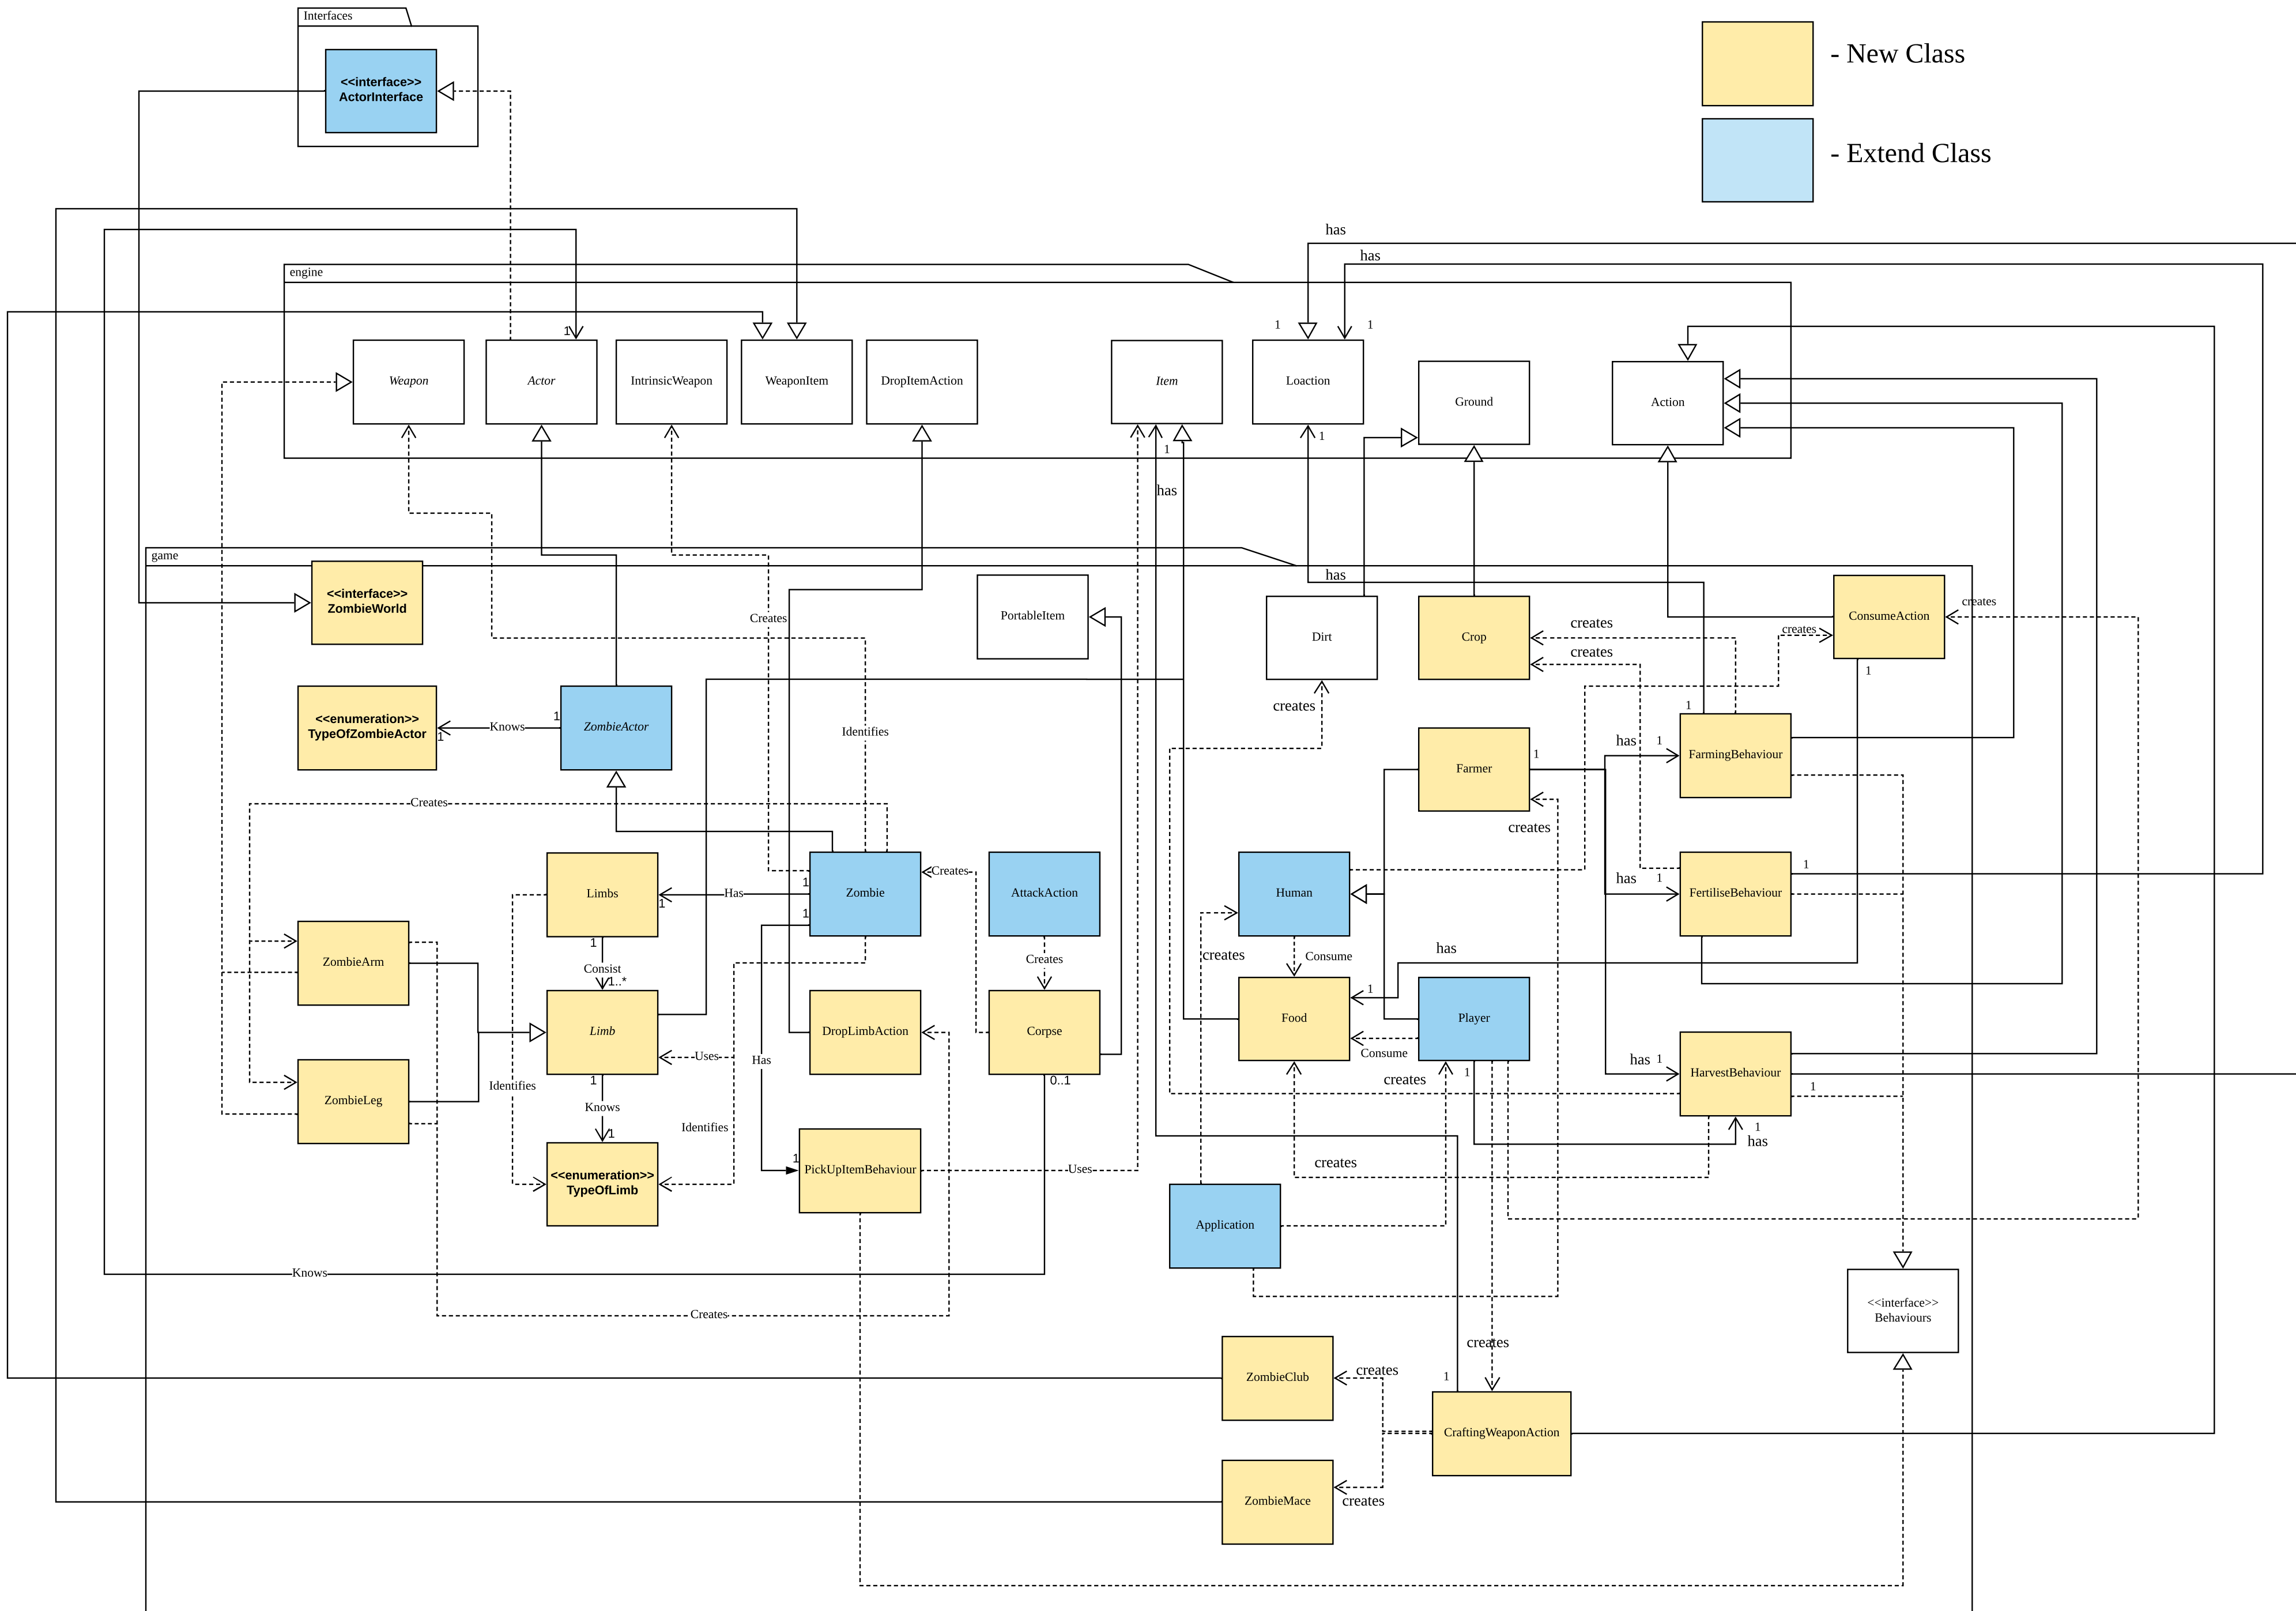 Interfaces
<<interface>>
ActorInterface
- New Class
- Extend Class
has
has
engine
1
1
1
Weapon
Actor
IntrinsicWeapon
WeaponItem
DropItemAction
Item
Loaction
Ground
Action
1
1
has
game
<<interface>>
ZombieWorld
Creates
PortableItem
has
Dirt
Crop
creates
creates
creates
creates
ConsumeAction
1
<<enumeration>>
TypeOfZombieActor
Knows
1
1
ZombieActor
Identifies
creates
Farmer
1
1
has
1
FarmingBehaviour
Creates
creates
Limbs
Has
1
1
1
Zombie
Creates
AttackAction
Human
has
1
FertiliseBehaviour
1
ZombieArm
1
Consist
1..*
Creates
creates
Consume
has
1
Limb
Uses
Has
DropLimbAction
Corpse
0..1
Food
Player
Consume
1
has
1
HarvestBehaviour
1
ZombieLeg
Identifies
1
Knows
1
Identifies
creates
1
has
<<enumeration>>
TypeOfLimb
1
PickUpItemBehaviour
Uses
creates
Application
Knows
Creates
<<interface>>
Behaviours
creates
ZombieClub
creates
1
CraftingWeaponAction
ZombieMace
creates